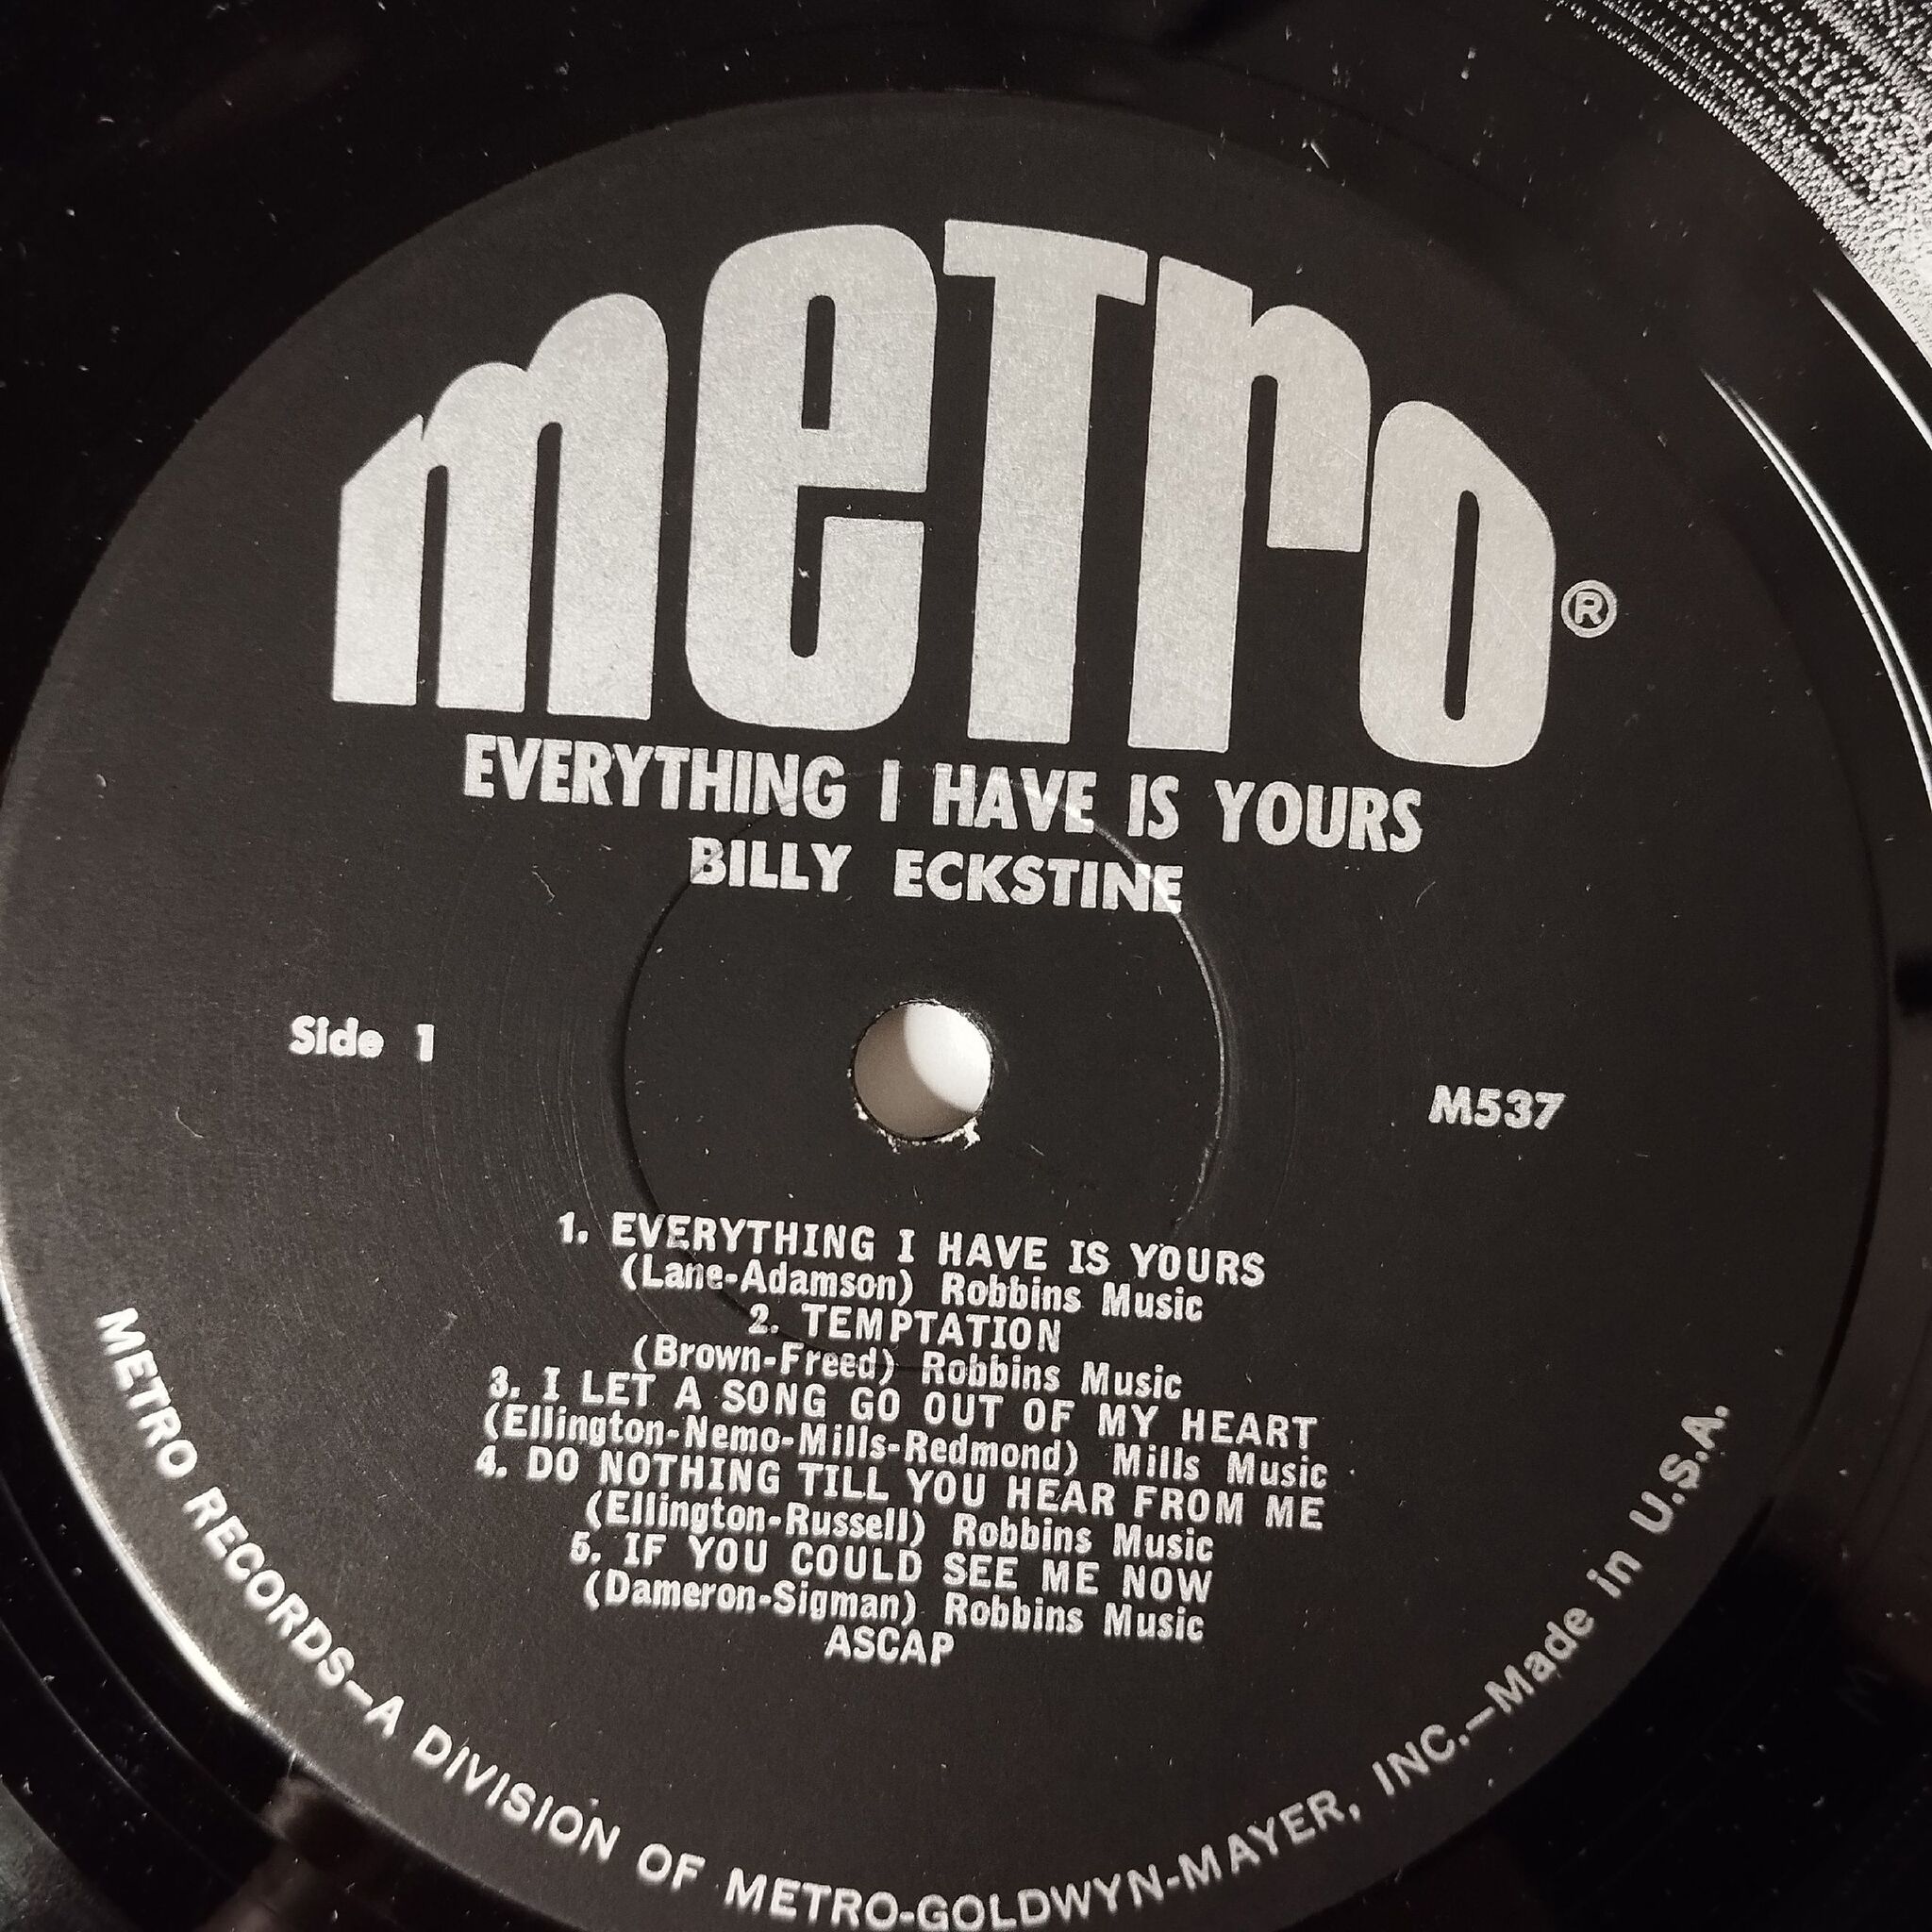 meTro®
EVERYTHING I HAVE IS YOURS
BILLY ECKSTINE
Side 1
M537
1. EVERYTHING I HAVE IS YOURS
(Lane-Adamson) Robbins Music
2. TEMPTATION
(Brown-Freed) Robbins Music
3. I LET A SONG GO OUT OF MY HEART
(Ellington-Nemo-Mills-Redmond) Mills Music
4. DO NOTHING TILL YOU HEAR FROM ME
(Ellington-Russell) Robbins Music
5. IF YOU COULD SEE ME NOW
(Dameron-Sigman) Robbins Music
ASCAP
METRO RECORDS—A DIVISION OF METRO-GOLDWYN-MAYER, INC.—Made in U.S.A.